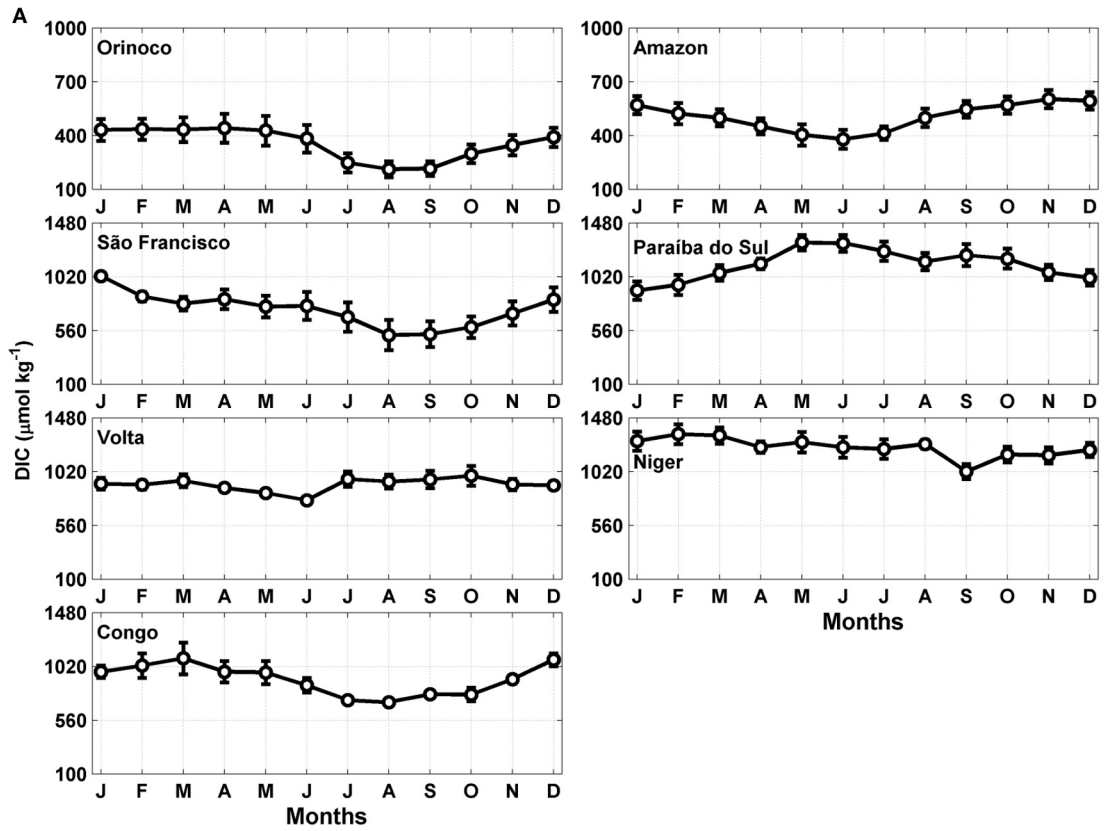 A
Orinoco
1000
700
400
100
J F M A M J J A S O N D
Amazon
1000
700
400
100
J F M A M J J A S O N D
São Francisco
1480
1020
560
100
J F M A M J J A S O N D
Paraíba do Sul
1480
1020
560
100
J F M A M J J A S O N D
DIC (μmol kg⁻¹)
Volta
1480
1020
560
100
J F M A M J J A S O N D
Niger
1480
1020
560
100
J F M A M J J A S O N D
Months
Congo
1480
1020
560
100
J F M A M J J A S O N D
Months